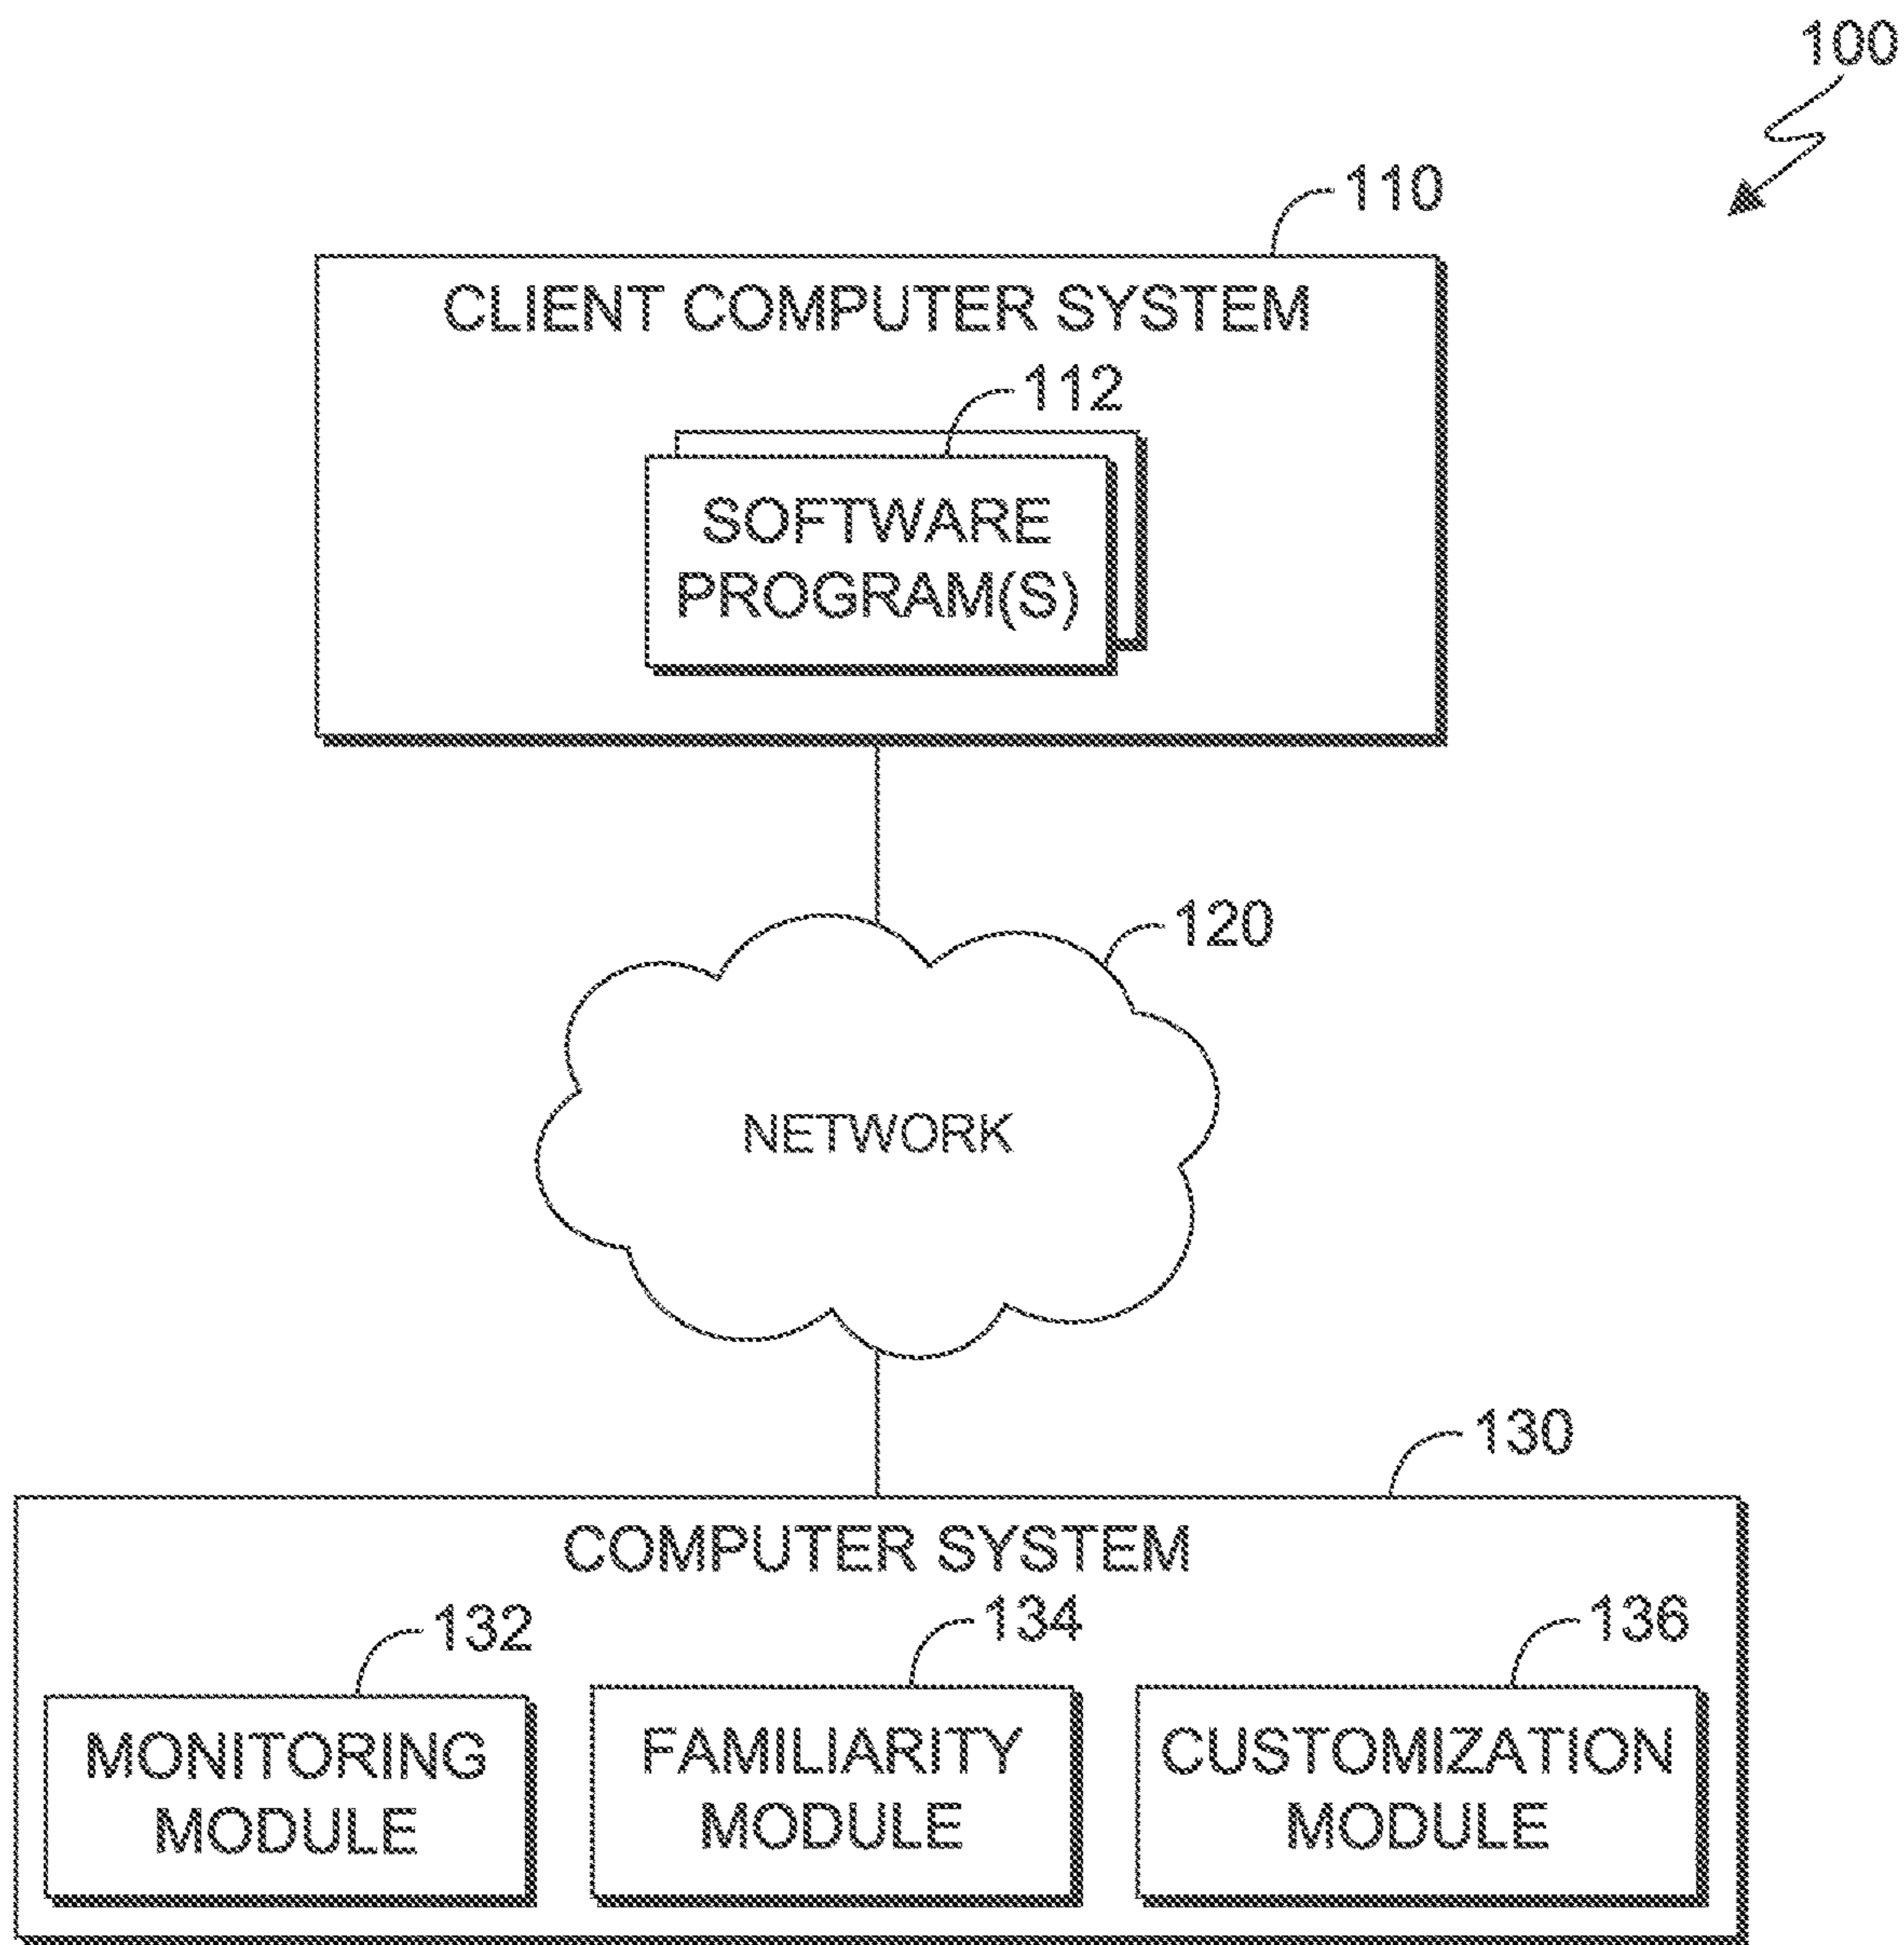 100
110
CLIENT COMPUTER SYSTEM
112
SOFTWARE
PROGRAM(S)
120
NETWORK
130
COMPUTER SYSTEM
132
134
136
MONITORING
MODULE
FAMILIARITY
MODULE
CUSTOMIZATION
MODULE